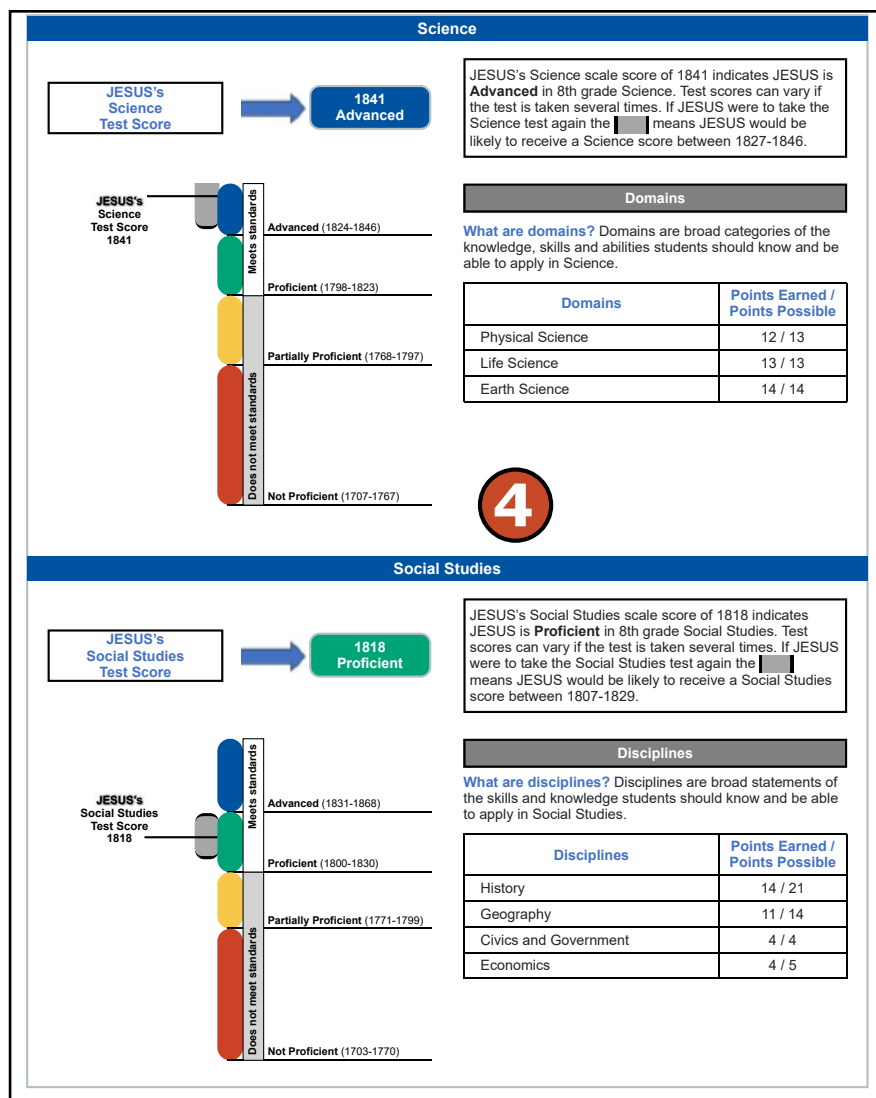 Science
JESUS's
Science
Test Score
1841
Advanced
JESUS's Science scale score of 1841 indicates JESUS is
Advanced in 8th grade Science. Test scores can vary if
the test is taken several times. If JESUS were to take the
Science test again the means JESUS would be
likely to receive a Science score between 1827-1846.
JESUS's
Science
Test Score
1841
Meets standards
Does not meet standards
Advanced (1824-1846)
Proficient (1798-1823)
Partially Proficient (1768-1797)
Not Proficient (1707-1767)
Domains
What are domains? Domains are broad categories of the
knowledge, skills and abilities students should know and be
able to apply in Science.
Domains Points Earned /
Points Possible
Physical Science 12 / 13
Life Science 13 / 13
Earth Science 14 / 14
4
Social Studies
JESUS's
Social Studies
Test Score
1818
Proficient
JESUS's Social Studies scale score of 1818 indicates
JESUS is Proficient in 8th grade Social Studies. Test
scores can vary if the test is taken several times. If JESUS
were to take the Social Studies test again the
means JESUS would be likely to receive a Social Studies
score between 1807-1829.
JESUS's
Social Studies
Test Score
1818
Meets standards
Does not meet standards
Advanced (1831-1868)
Proficient (1800-1830)
Partially Proficient (1771-1799)
Not Proficient (1703-1770)
Disciplines
What are disciplines? Disciplines are broad statements of
the skills and knowledge students should know and be able
to apply in Social Studies.
Disciplines Points Earned /
Points Possible
History 14 / 21
Geography 11 / 14
Civics and Government 4 / 4
Economics 4 / 5